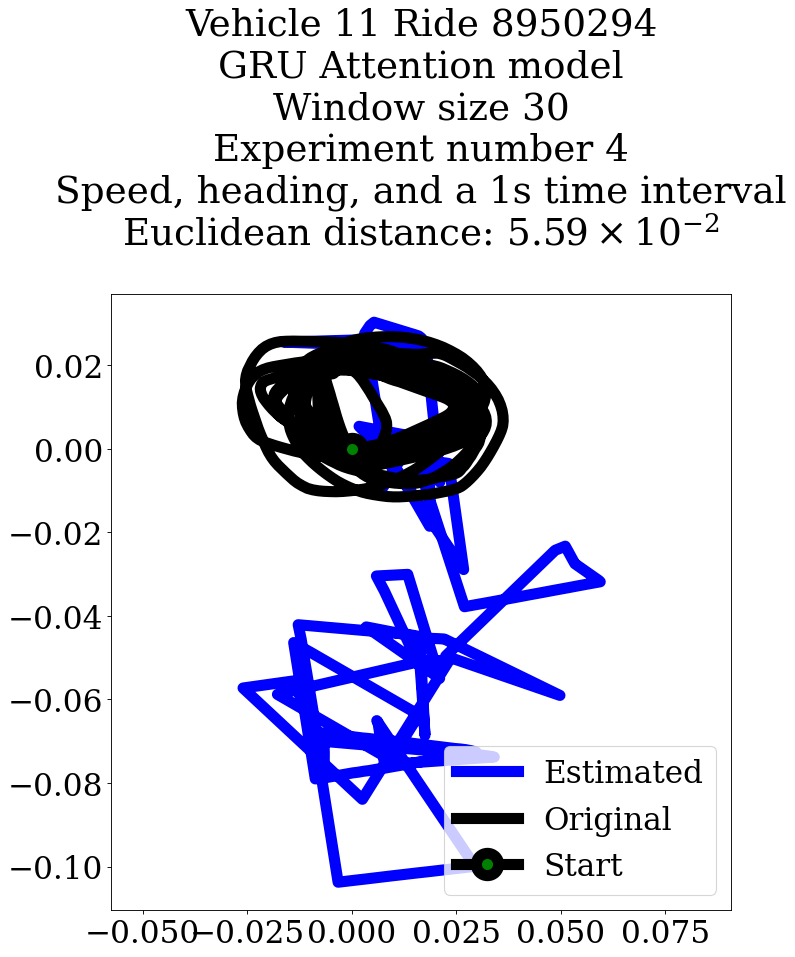 Vehicle 11 Ride 8950294
GRU Attention model
Window size 30
Experiment number 4
Speed, heading, and a 1s time interval
Euclidean distance: 5.59 × 10⁻²
0.02
0.00
−0.02
−0.04
−0.06
−0.08
−0.10
Estimated
Original
Start
−0.050 −0.025 0.000 0.025 0.050 0.075